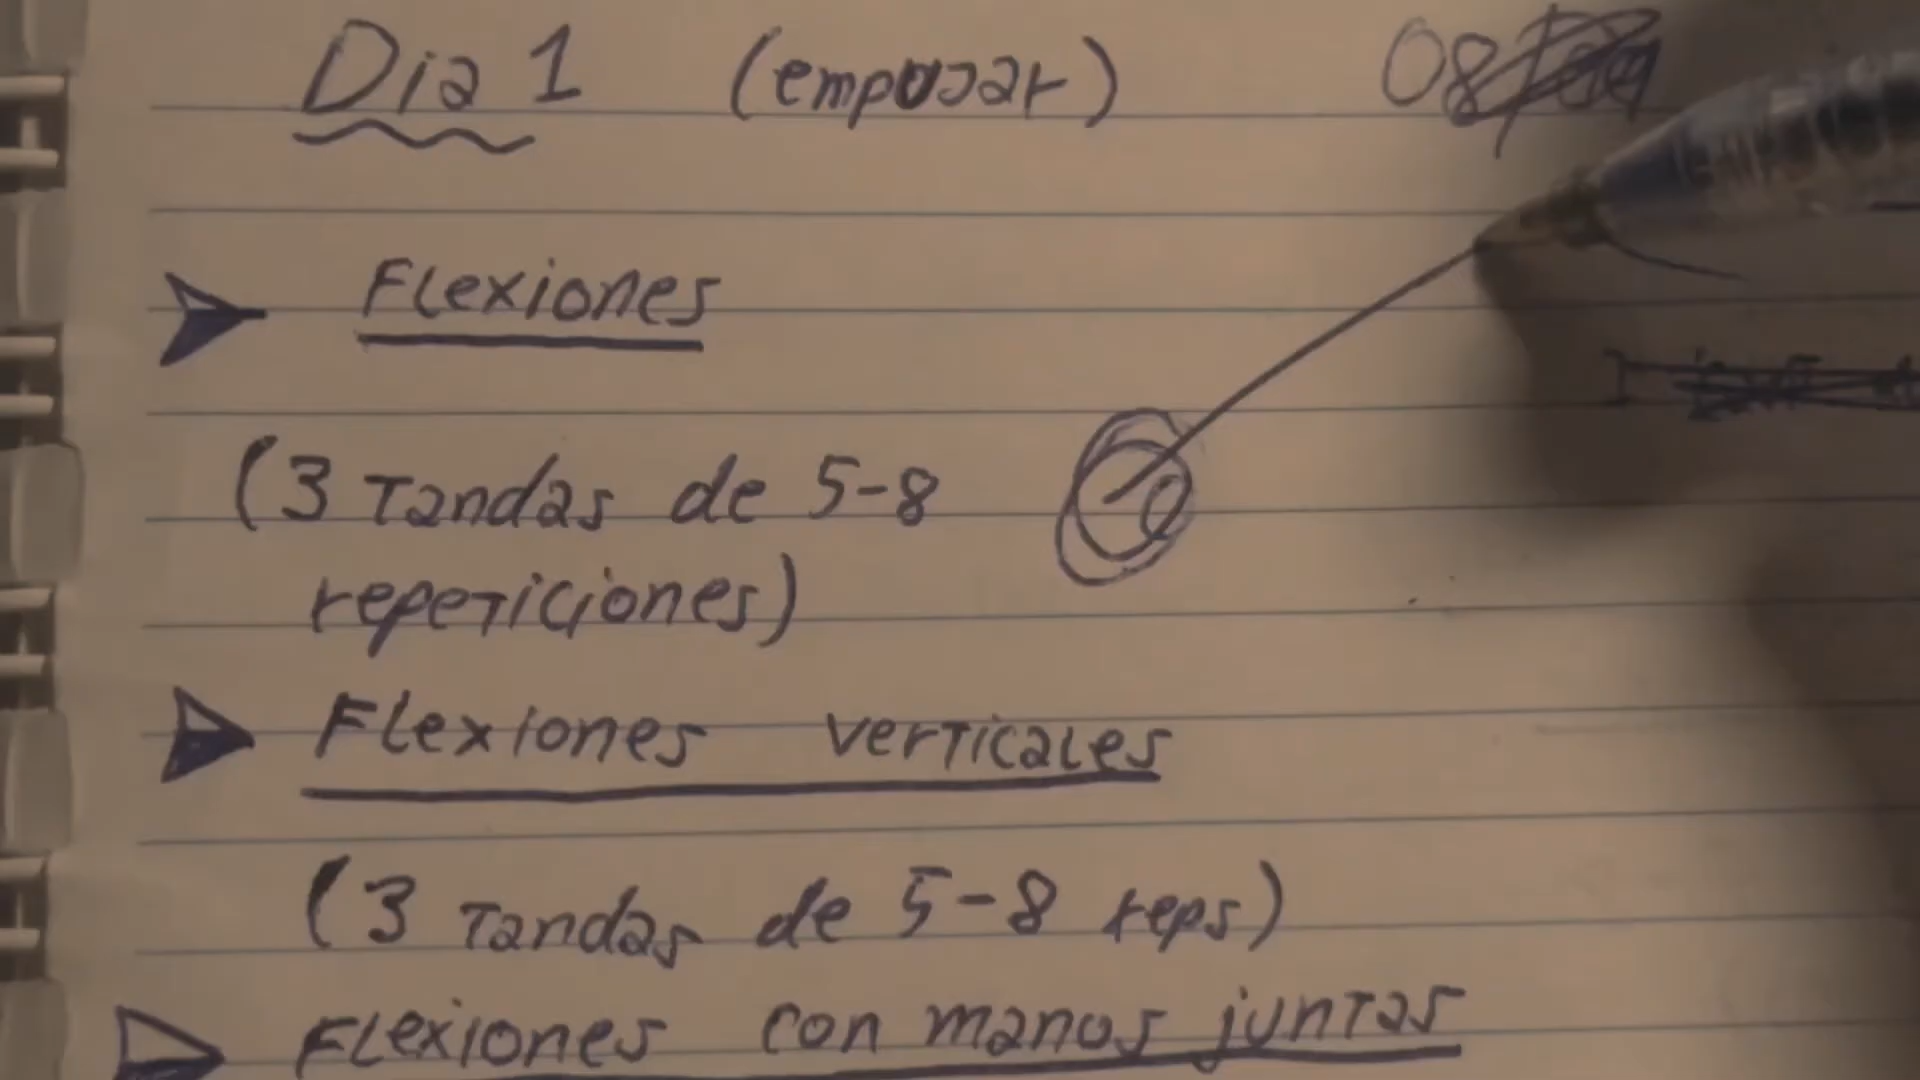 Dia 1 (empujar) 08
Flexiones
(3 Tandas de 5-8
repeticiones)
Flexiones verticales
(3 Tandas de 5-8 reps)
Flexiones con manos juntas